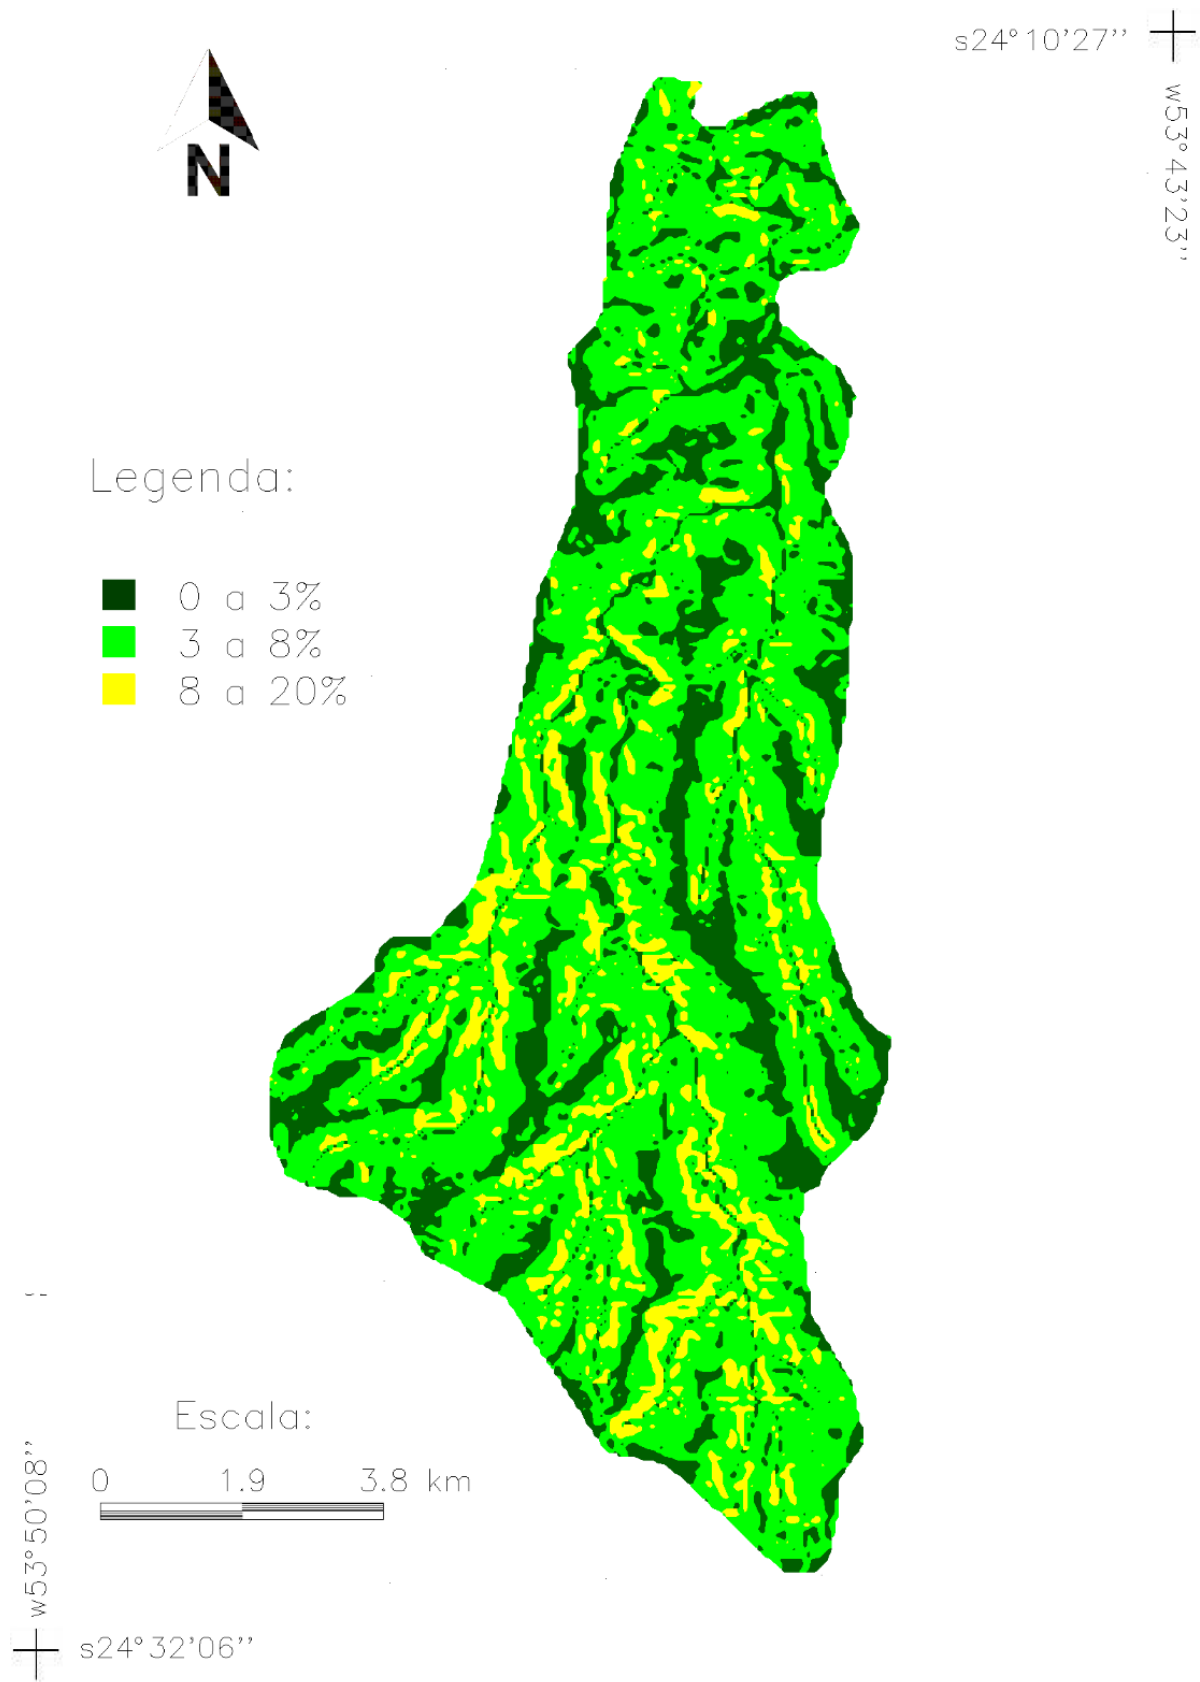 s24°10'27''
w53°43'23''
N
Legenda:
0 a 3%
3 a 8%
8 a 20%
Escala:
0 1.9 3.8 km
w53°50'08''
s24°32'06''